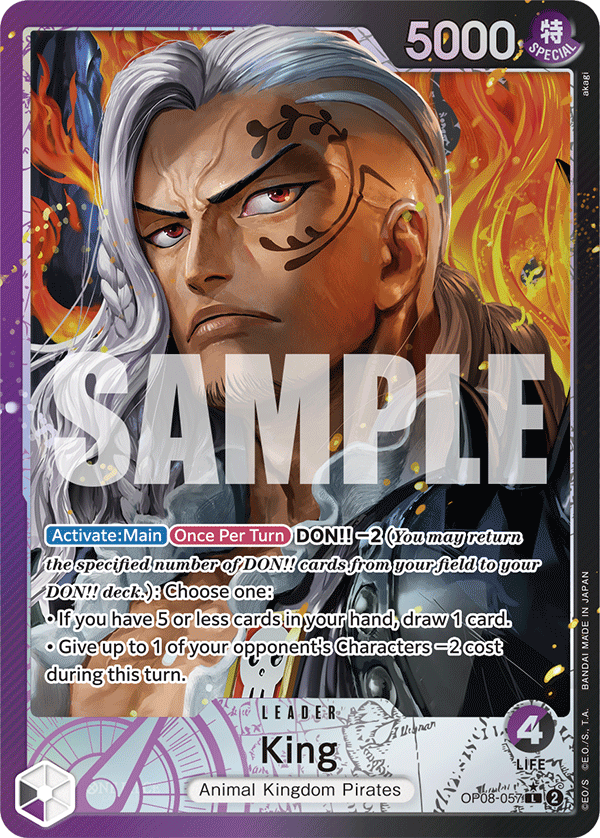 5000
特
SPECIAL
akagi
SAMPLE
Activate:Main Once Per Turn DON!! −2 (You may return
the specified number of DON!! cards from your field to your
DON!! deck.): Choose one:
• If you have 5 or less cards in your hand, draw 1 card.
• Give up to 1 of your opponent's Characters −2 cost
during this turn.
LEADER
King
Animal Kingdom Pirates
4
LIFE
OP08-057 L 2
©E.O./S., T.A. BANDAI MADE IN JAPAN
©E.O/S